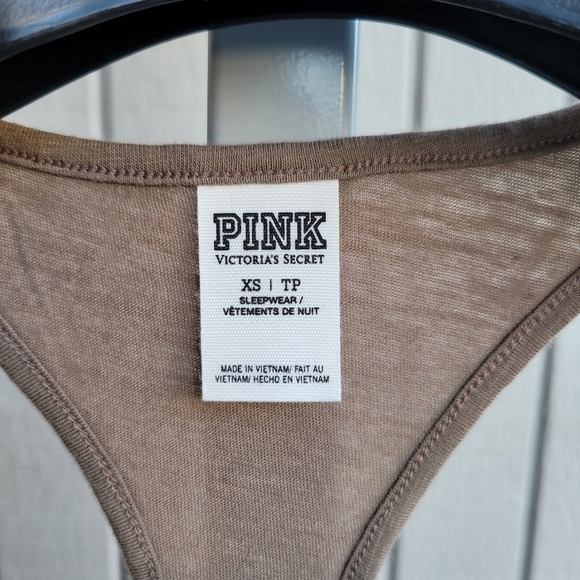 PINK
VICTORIA'S SECRET
XS | TP
SLEEPWEAR /
VÊTEMENTS DE NUIT
MADE IN VIETNAM/ FAIT AU
VIETNAM/ HECHO EN VIETNAM